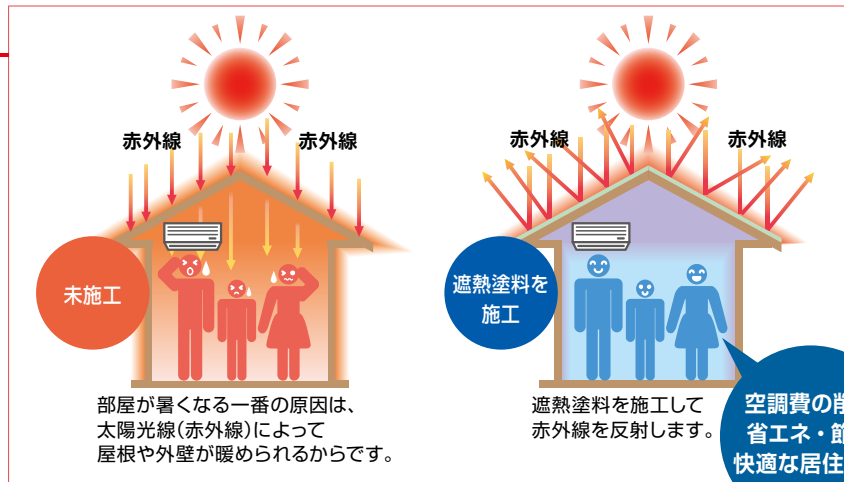 赤外線
赤外線
未施工
部屋が暑くなる一番の原因は、
太陽光線(赤外線)によって
屋根や外壁が暖められるからです。
赤外線
赤外線
遮熱塗料を
施工
遮熱塗料を施工して
赤外線を反射します。
空調費の削
省エネ・節
快適な居住